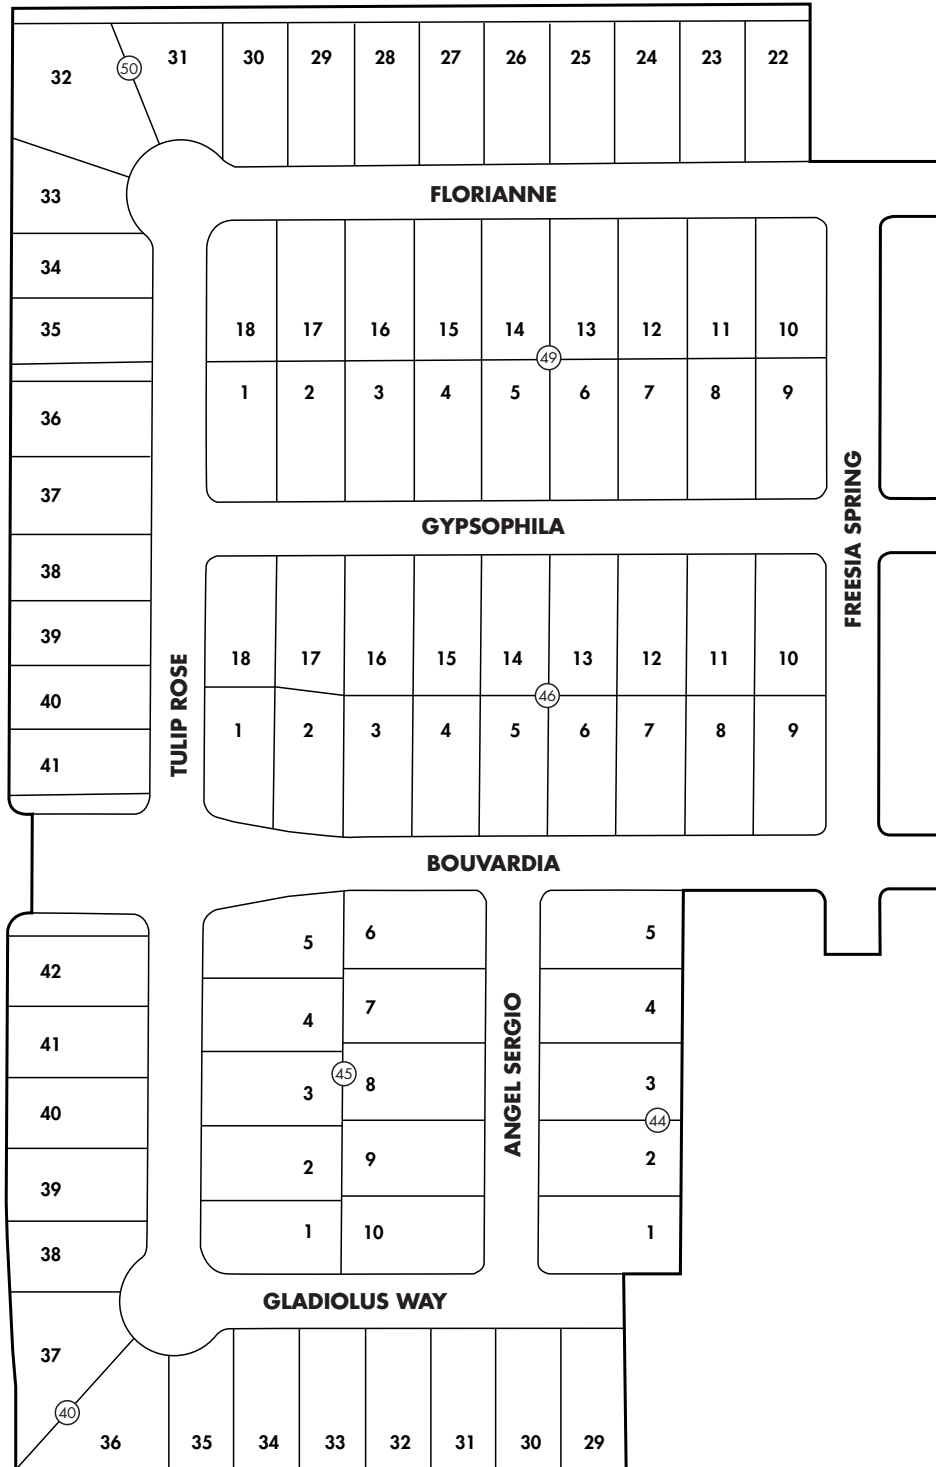 31 30 29 28 27 26 25 24 23 22
32 50
33
FLORIANNE
34
35
18 17 16 15 14 13 12 11 10
49
1 2 3 4 5 6 7 8 9
36
37
GYPSOPHILA
FREESIA SPRING
38
39
18 17 16 15 14 13 12 11 10
TULIP ROSE
46
40
1 2 3 4 5 6 7 8 9
41
BOUVARDIA
5 6 5
42
4 7 4
41
ANGEL SERGIO
3 45 8 3
40
44
2 9 2
39
1 10 1
38
GLADIOLUS WAY
37
40
36 35 34 33 32 31 30 29